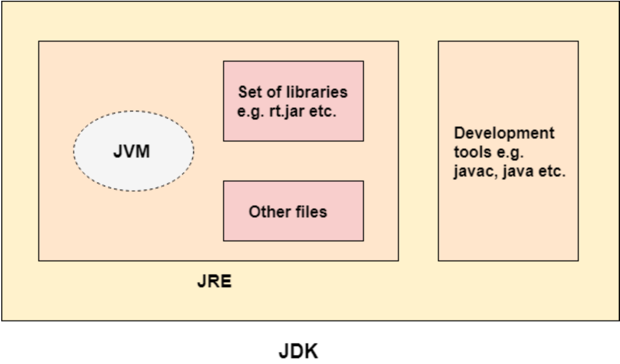 JVM
Set of libraries
e.g. rt.jar etc.
Other files
Development
tools e.g.
javac, java etc.
JRE
JDK